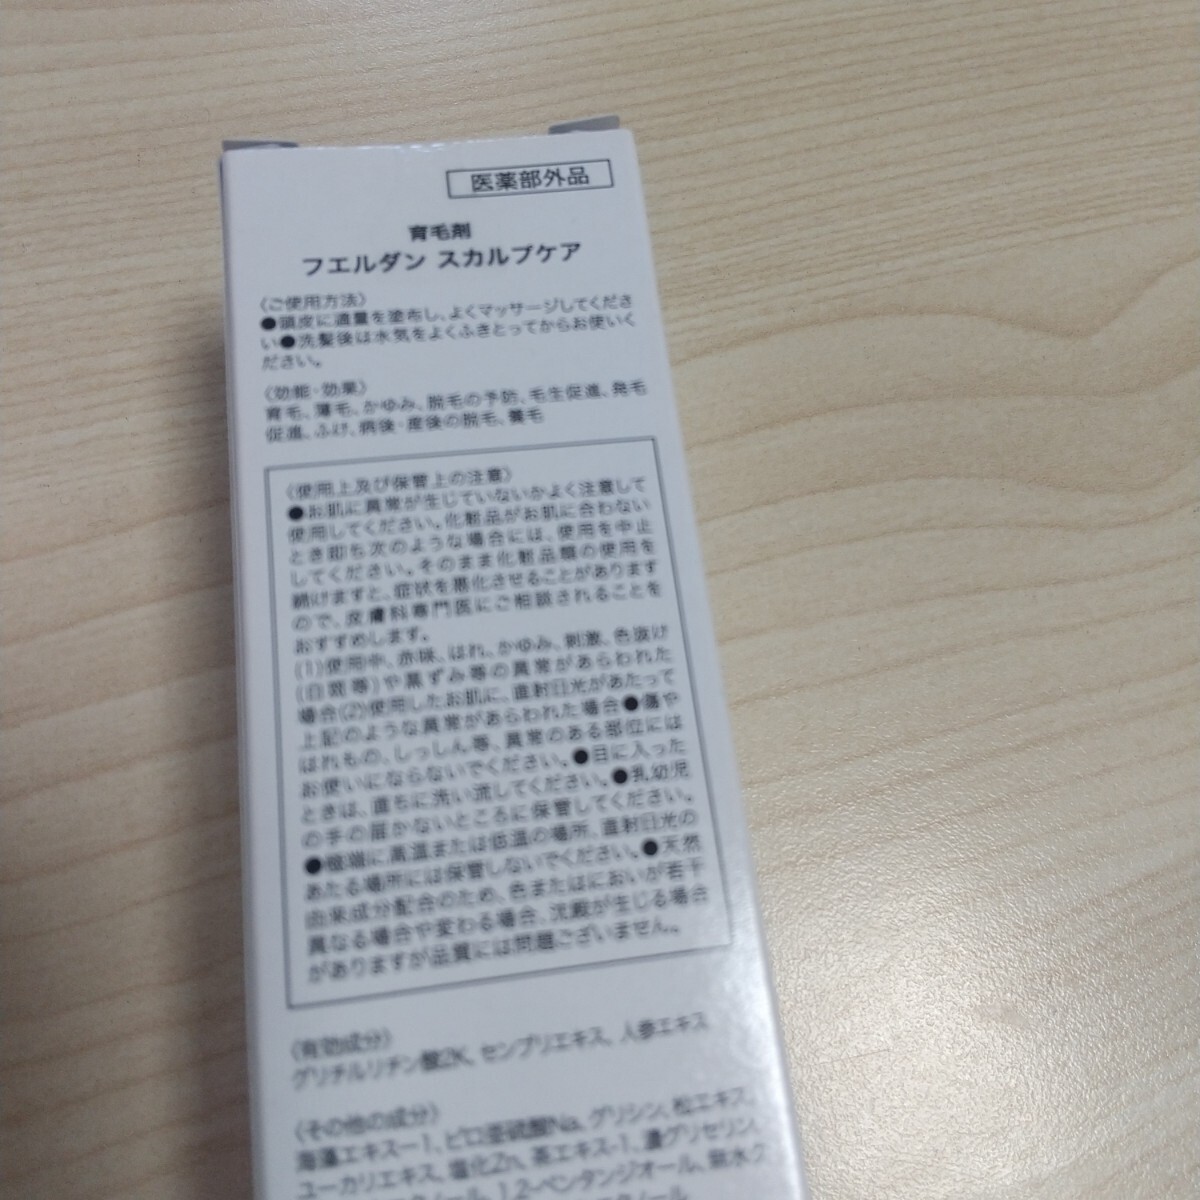 医薬部外品
育毛剤
フエルダン スカルプケア
〈ご使用方法〉
●頭皮に適量を塗布し、よくマッサージしてくださ
い●洗髪後は水気をよくふきとってからお使いく
ださい。
〈効能・効果〉
育毛、薄毛、かゆみ、脱毛の予防、毛生促進、発毛
促進、ふけ、病後・産後の脱毛、養毛
〈使用上及び保管上の注意〉
●お肌に異常が生じていないかよく注意して
使用してください。化粧品がお肌に合わない
とき即ち次のような場合には、使用を中止
してください。そのまま化粧品類の使用を
続けますと、症状を悪化させることがあります
ので、皮膚科専門医にご相談されることを
おすすめします。
(1)使用中、赤味、はれ、かゆみ、刺激、色抜け
(白斑等)や黒ずみ等の異常があらわれた
場合(2)使用したお肌に、直射日光があたって
上記のような異常があらわれた場合●傷や
はれもの、しっしん等、異常のある部位には
お使いにならないでください。●目に入った
ときは、直ちに洗い流してください。●乳幼児
の手の届かないところに保管してください。
●極端に高温または低温の場所、直射日光の
あたる場所には保管しないでください。●天然
由来成分配合のため、色またはにおいが若干
異なる場合や変わる場合、沈殿が生じる場合
がありますが品質には問題ございません。
〈有効成分〉
グリチルリチン酸2K、センブリエキス、人参エキス
〈その他の成分〉
海藻エキス－1、ピロ亜硫酸Na、グリシン、松エキス、
ユーカリエキス、塩化Zn、茶エキス-1、濃グリセリン、
ール、1,2-ペンタンジオール、無水ク